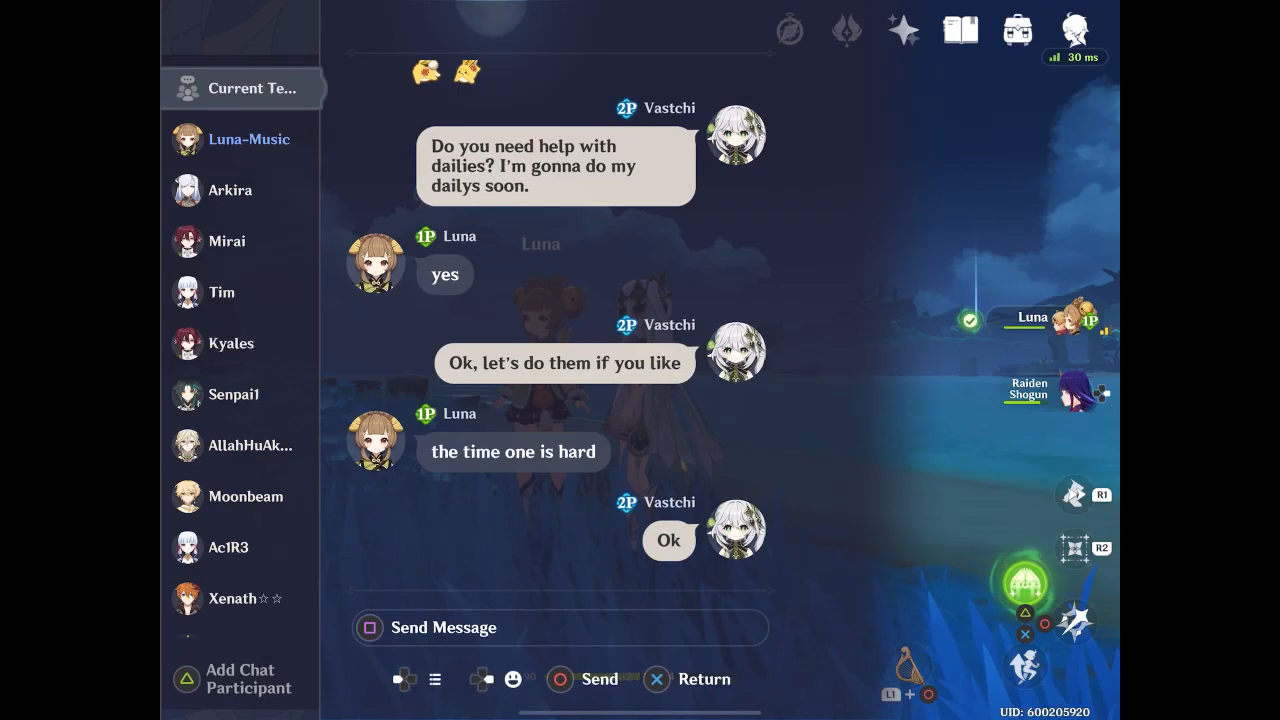 30 ms
Current Te...
Luna-Music
Arkira
Mirai
Tim
Kyales
Senpai1
AllahHuAk...
Moonbeam
Ac1R3
Xenath☆☆
Add Chat
Participant
2P Vastchi
Do you need help with
dailies? I'm gonna do my
dailys soon.
1P Luna
Luna
yes
2P Vastchi
Ok, let's do them if you like
1P Luna
the time one is hard
2P Vastchi
Ok
Send Message
Send
Return
Luna
1P
Raiden
Shogun
R1
R2
L1 +
UID: 600205920